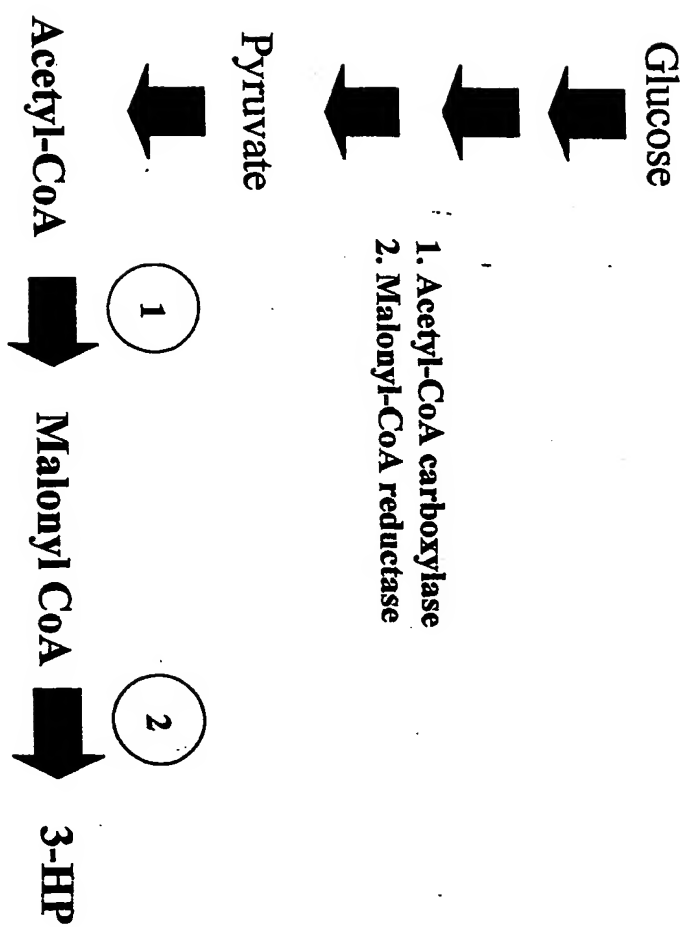 Glucose
1. Acetyl-CoA carboxylase
2. Malonyl-CoA reductase
Pyruvate
1
2
Acetyl-CoA
Malonyl CoA
3-HP